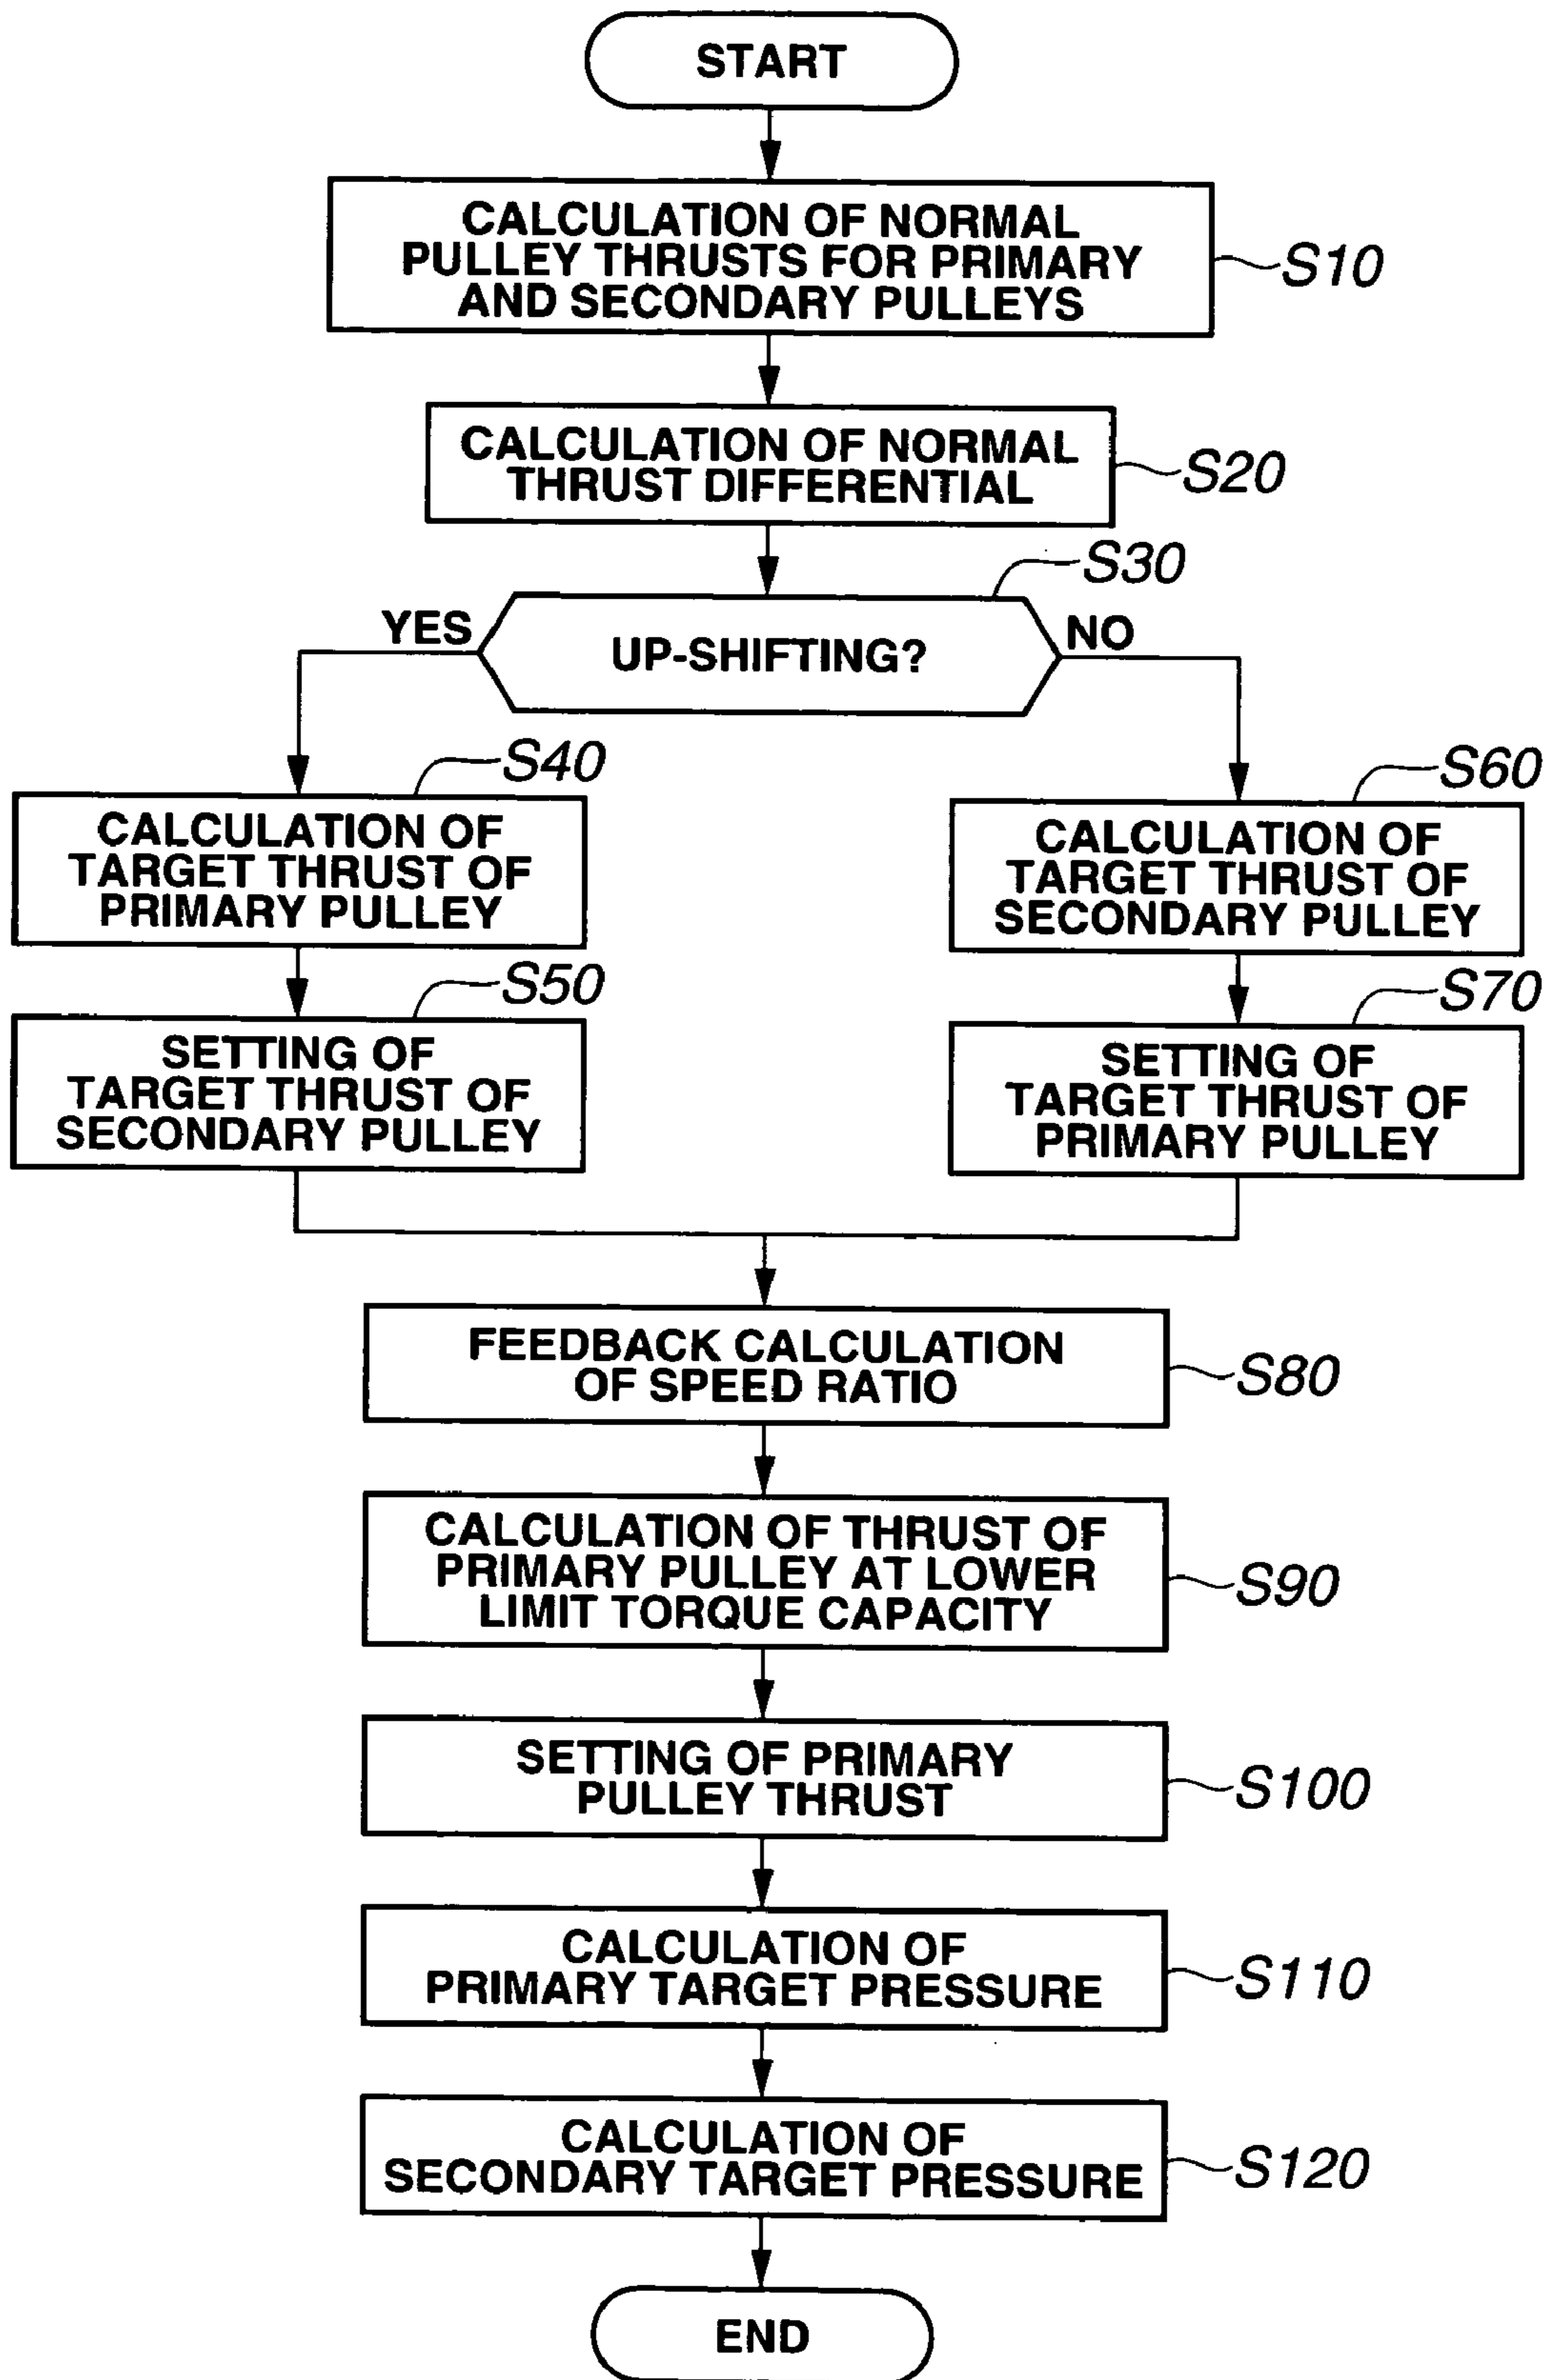 START
CALCULATION OF NORMAL
PULLEY THRUSTS FOR PRIMARY
AND SECONDARY PULLEYS
S10
CALCULATION OF NORMAL
THRUST DIFFERENTIAL
S20
S30
YES
UP-SHIFTING?
NO
S40
CALCULATION OF
TARGET THRUST OF
PRIMARY PULLEY
S50
SETTING OF
TARGET THRUST OF
SECONDARY PULLEY
S60
CALCULATION OF
TARGET THRUST OF
SECONDARY PULLEY
S70
SETTING OF
TARGET THRUST OF
PRIMARY PULLEY
FEEDBACK CALCULATION
OF SPEED RATIO
S80
CALCULATION OF THRUST OF
PRIMARY PULLEY AT LOWER
LIMIT TORQUE CAPACITY
S90
SETTING OF PRIMARY
PULLEY THRUST
S100
CALCULATION OF
PRIMARY TARGET PRESSURE
S110
CALCULATION OF
SECONDARY TARGET PRESSURE
S120
END